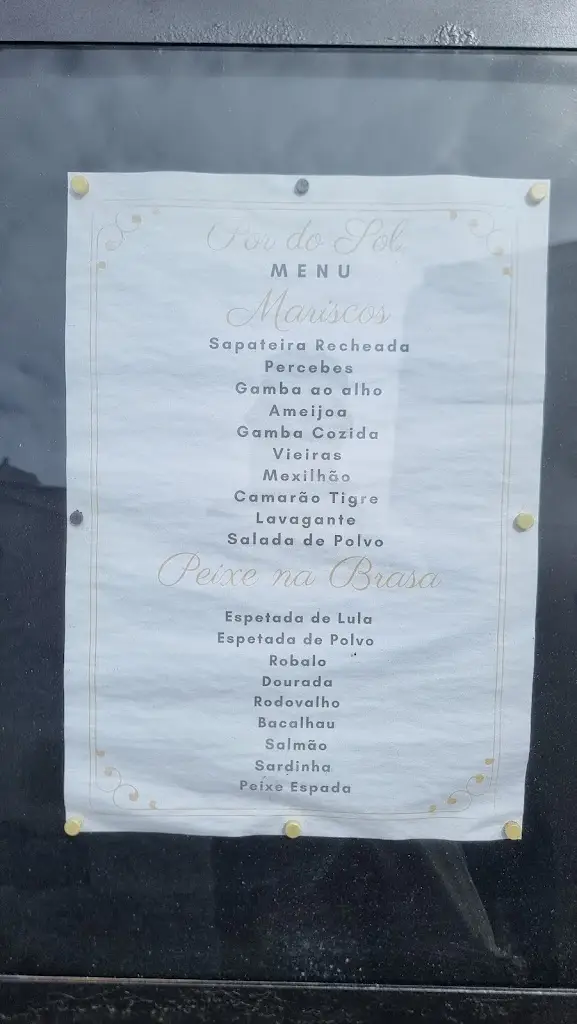 Por do Sol
MENU
Mariscos
Sapateira Recheada
Percebes
Gamba ao alho
Ameijoa
Gamba Cozida
Vieiras
Mexilhão
Camarão Tigre
Lavagante
Salada de Polvo
Peixe na Brasa
Espetada de Lula
Espetada de Polvo
Robalo
Dourada
Rodovalho
Bacalhau
Salmão
Sardinha
Peixe Espada